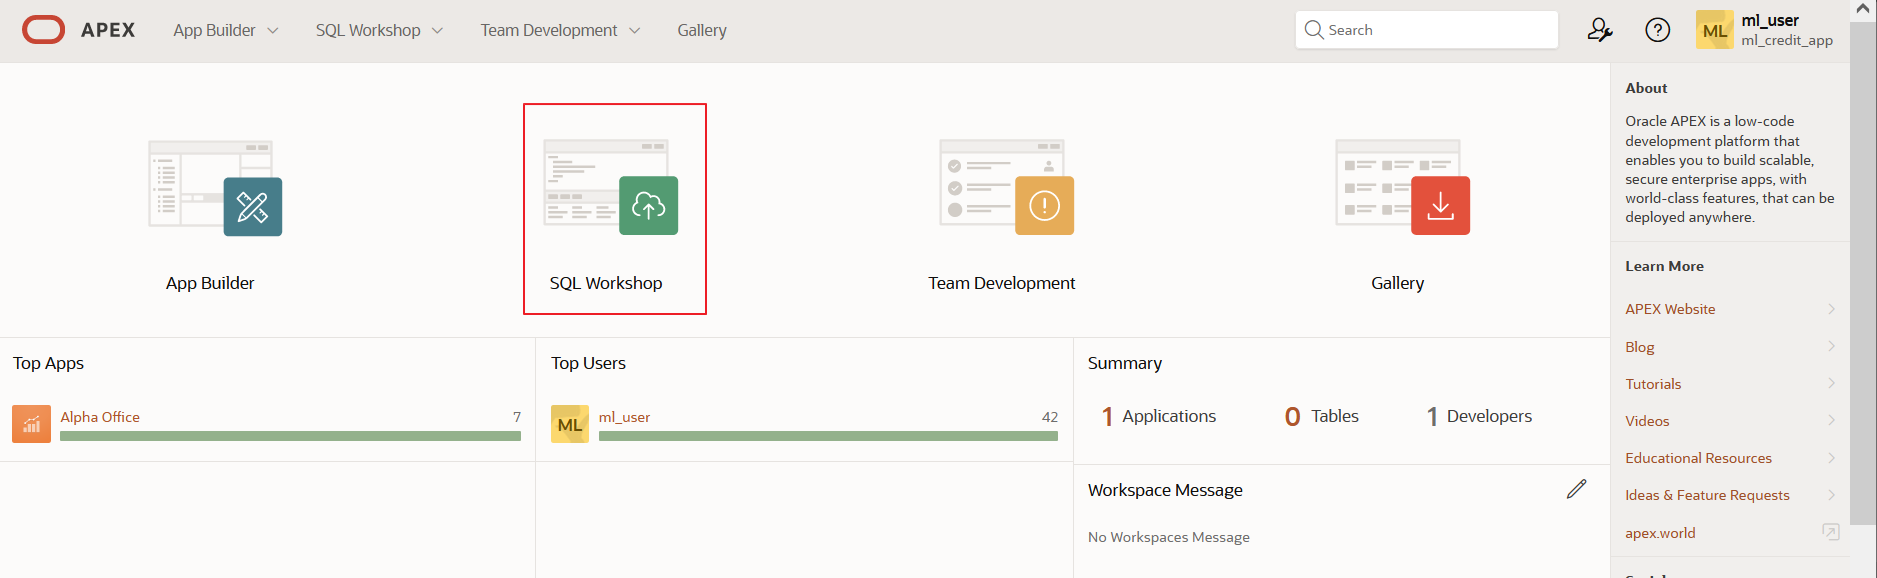 APEX
App Builder
SQL Workshop
Team Development
Gallery
Search
ML
ml_user
ml_credit_app
App Builder
SQL Workshop
Team Development
Gallery
Top Apps
Alpha Office
7
Top Users
ML
ml_user
42
Summary
1 Applications
0 Tables
1 Developers
Workspace Message
No Workspaces Message
About
Oracle APEX is a low-code
development platform that
enables you to build scalable,
secure enterprise apps, with
world-class features, that can be
deployed anywhere.
Learn More
APEX Website
Blog
Tutorials
Videos
Educational Resources
Ideas & Feature Requests
apex.world